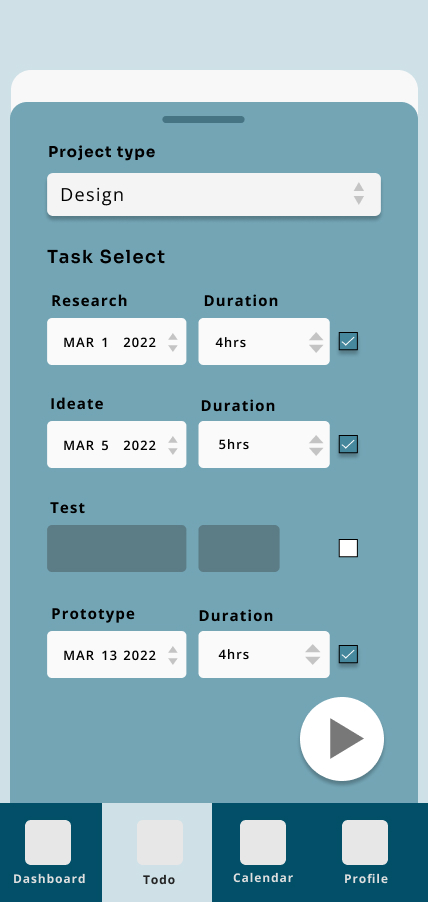 Project type
Design
Task Select
Research Duration
MAR 1 2022 4hrs
Ideate Duration
MAR 5 2022 5hrs
Test
Prototype Duration
MAR 13 2022 4hrs
Dashboard Todo Calendar Profile